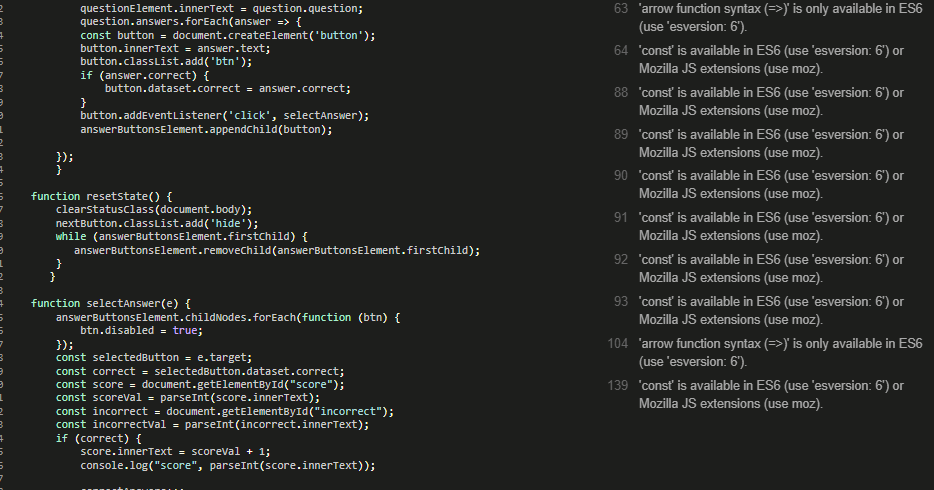 questionElement.innerText = question.question;
question.answers.forEach(answer => {
const button = document.createElement('button');
button.innerText = answer.text;
button.classList.add('btn');
if (answer.correct) {
button.dataset.correct = answer.correct;
}
button.addEventListener('click', selectAnswer);
answerButtonsElement.appendChild(button);
});
}
function resetState() {
clearStatusClass(document.body);
nextButton.classList.add('hide');
while (answerButtonsElement.firstChild) {
answerButtonsElement.removeChild(answerButtonsElement.firstChild);
}
}
function selectAnswer(e) {
answerButtonsElement.childNodes.forEach(function (btn) {
btn.disabled = true;
});
const selectedButton = e.target;
const correct = selectedButton.dataset.correct;
const score = document.getElementById("score");
const scoreVal = parseInt(score.innerText);
const incorrect = document.getElementById("incorrect");
const incorrectVal = parseInt(incorrect.innerText);
if (correct) {
score.innerText = scoreVal + 1;
console.log("score", parseInt(score.innerText));
63 'arrow function syntax (=>)' is only available in ES6
(use 'esversion: 6').
64 'const' is available in ES6 (use 'esversion: 6') or
Mozilla JS extensions (use moz).
88 'const' is available in ES6 (use 'esversion: 6') or
Mozilla JS extensions (use moz).
89 'const' is available in ES6 (use 'esversion: 6') or
Mozilla JS extensions (use moz).
90 'const' is available in ES6 (use 'esversion: 6') or
Mozilla JS extensions (use moz).
91 'const' is available in ES6 (use 'esversion: 6') or
Mozilla JS extensions (use moz).
92 'const' is available in ES6 (use 'esversion: 6') or
Mozilla JS extensions (use moz).
93 'const' is available in ES6 (use 'esversion: 6') or
Mozilla JS extensions (use moz).
104 'arrow function syntax (=>)' is only available in ES6
(use 'esversion: 6').
139 'const' is available in ES6 (use 'esversion: 6') or
Mozilla JS extensions (use moz).